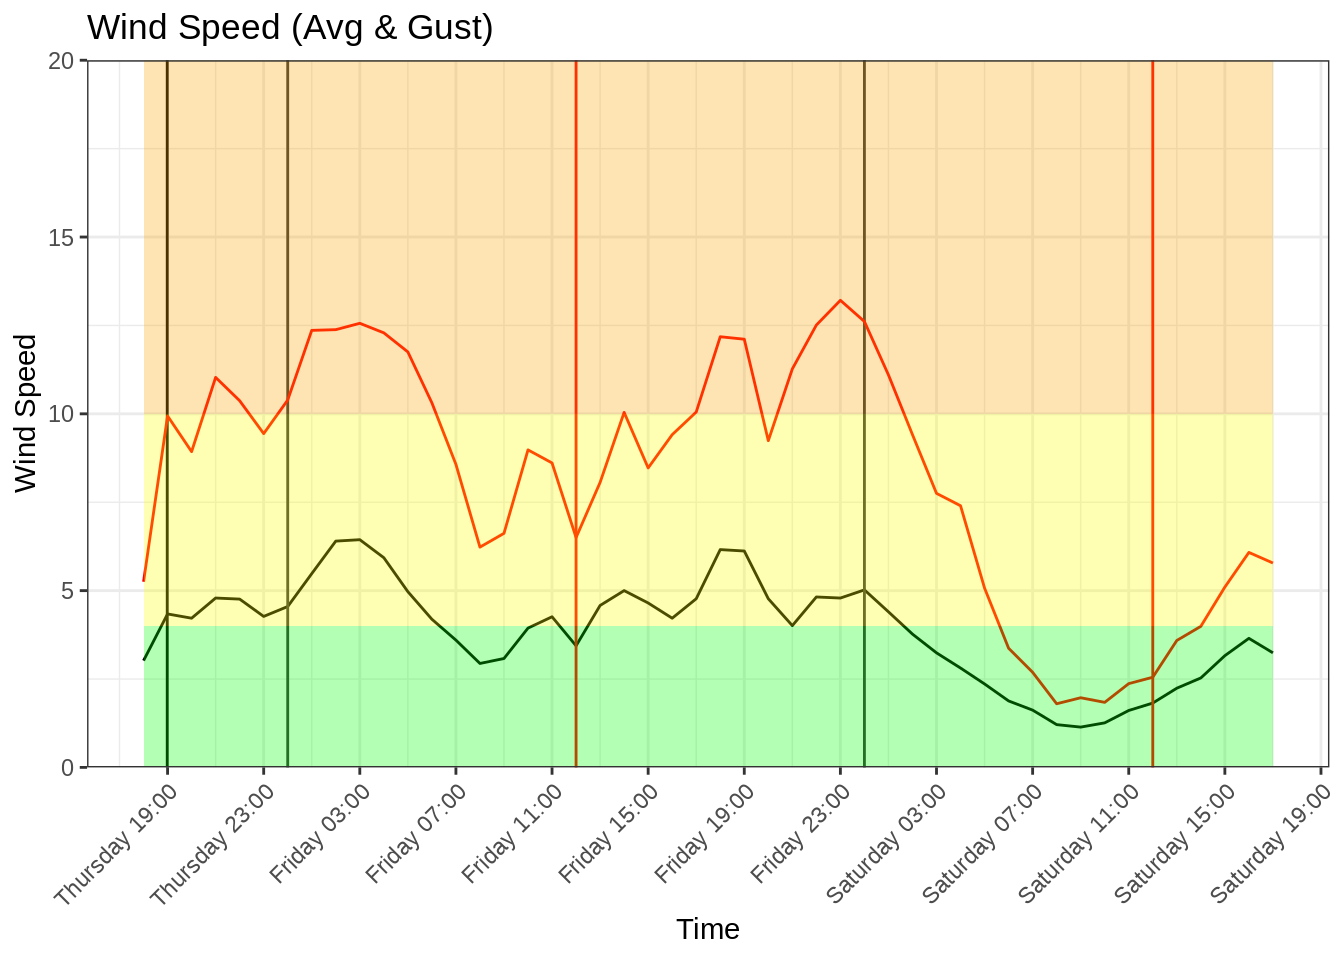 Wind Speed (Avg & Gust)
20
15
10
5
0
Wind Speed
Thursday 19:00
Thursday 23:00
Friday 03:00
Friday 07:00
Friday 11:00
Friday 15:00
Friday 19:00
Friday 23:00
Saturday 03:00
Saturday 07:00
Saturday 11:00
Saturday 15:00
Saturday 19:00
Time